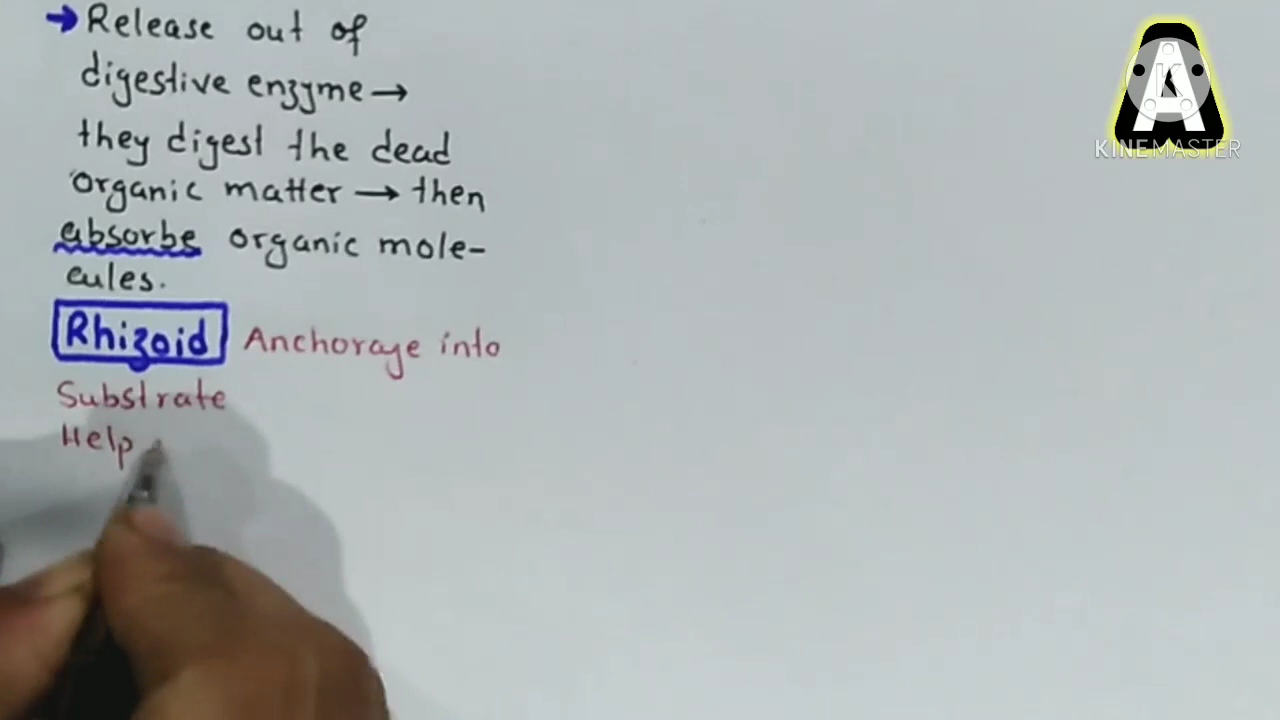 → Release out of
digestive enzyme →
they digest the dead
organic matter → then
absorbe organic mole-
cules.
Rhizoid Anchorage into
Substrate
Help
A
K
KINEMASTER